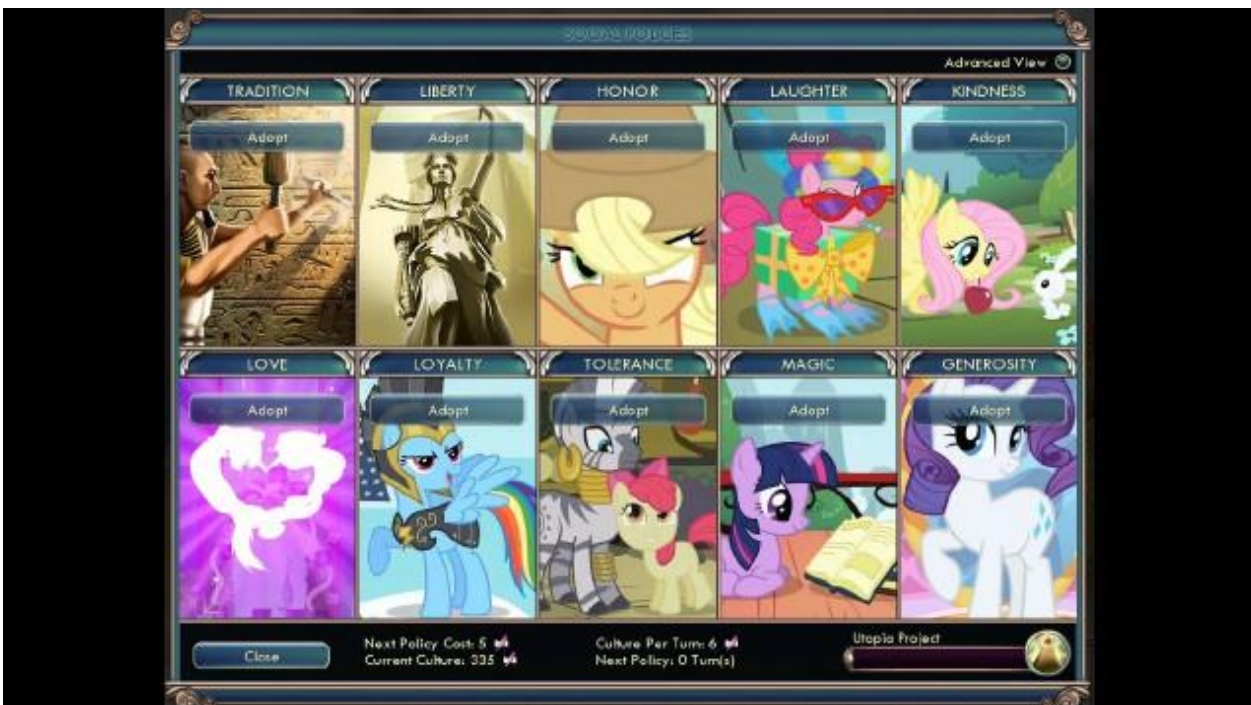 SOCIAL POLICIES
Advanced View
TRADITION LIBERTY HONOR LAUGHTER KINDNESS
Adopt Adopt Adopt Adopt Adopt
LOVE LOYALTY TOLERANCE MAGIC GENEROSITY
Adopt Adopt Adopt Adopt Adopt
Close
Next Policy Cost: 5
Current Culture: 335
Culture Per Turn: 6
Next Policy: 0 Turn(s)
Utopia Project